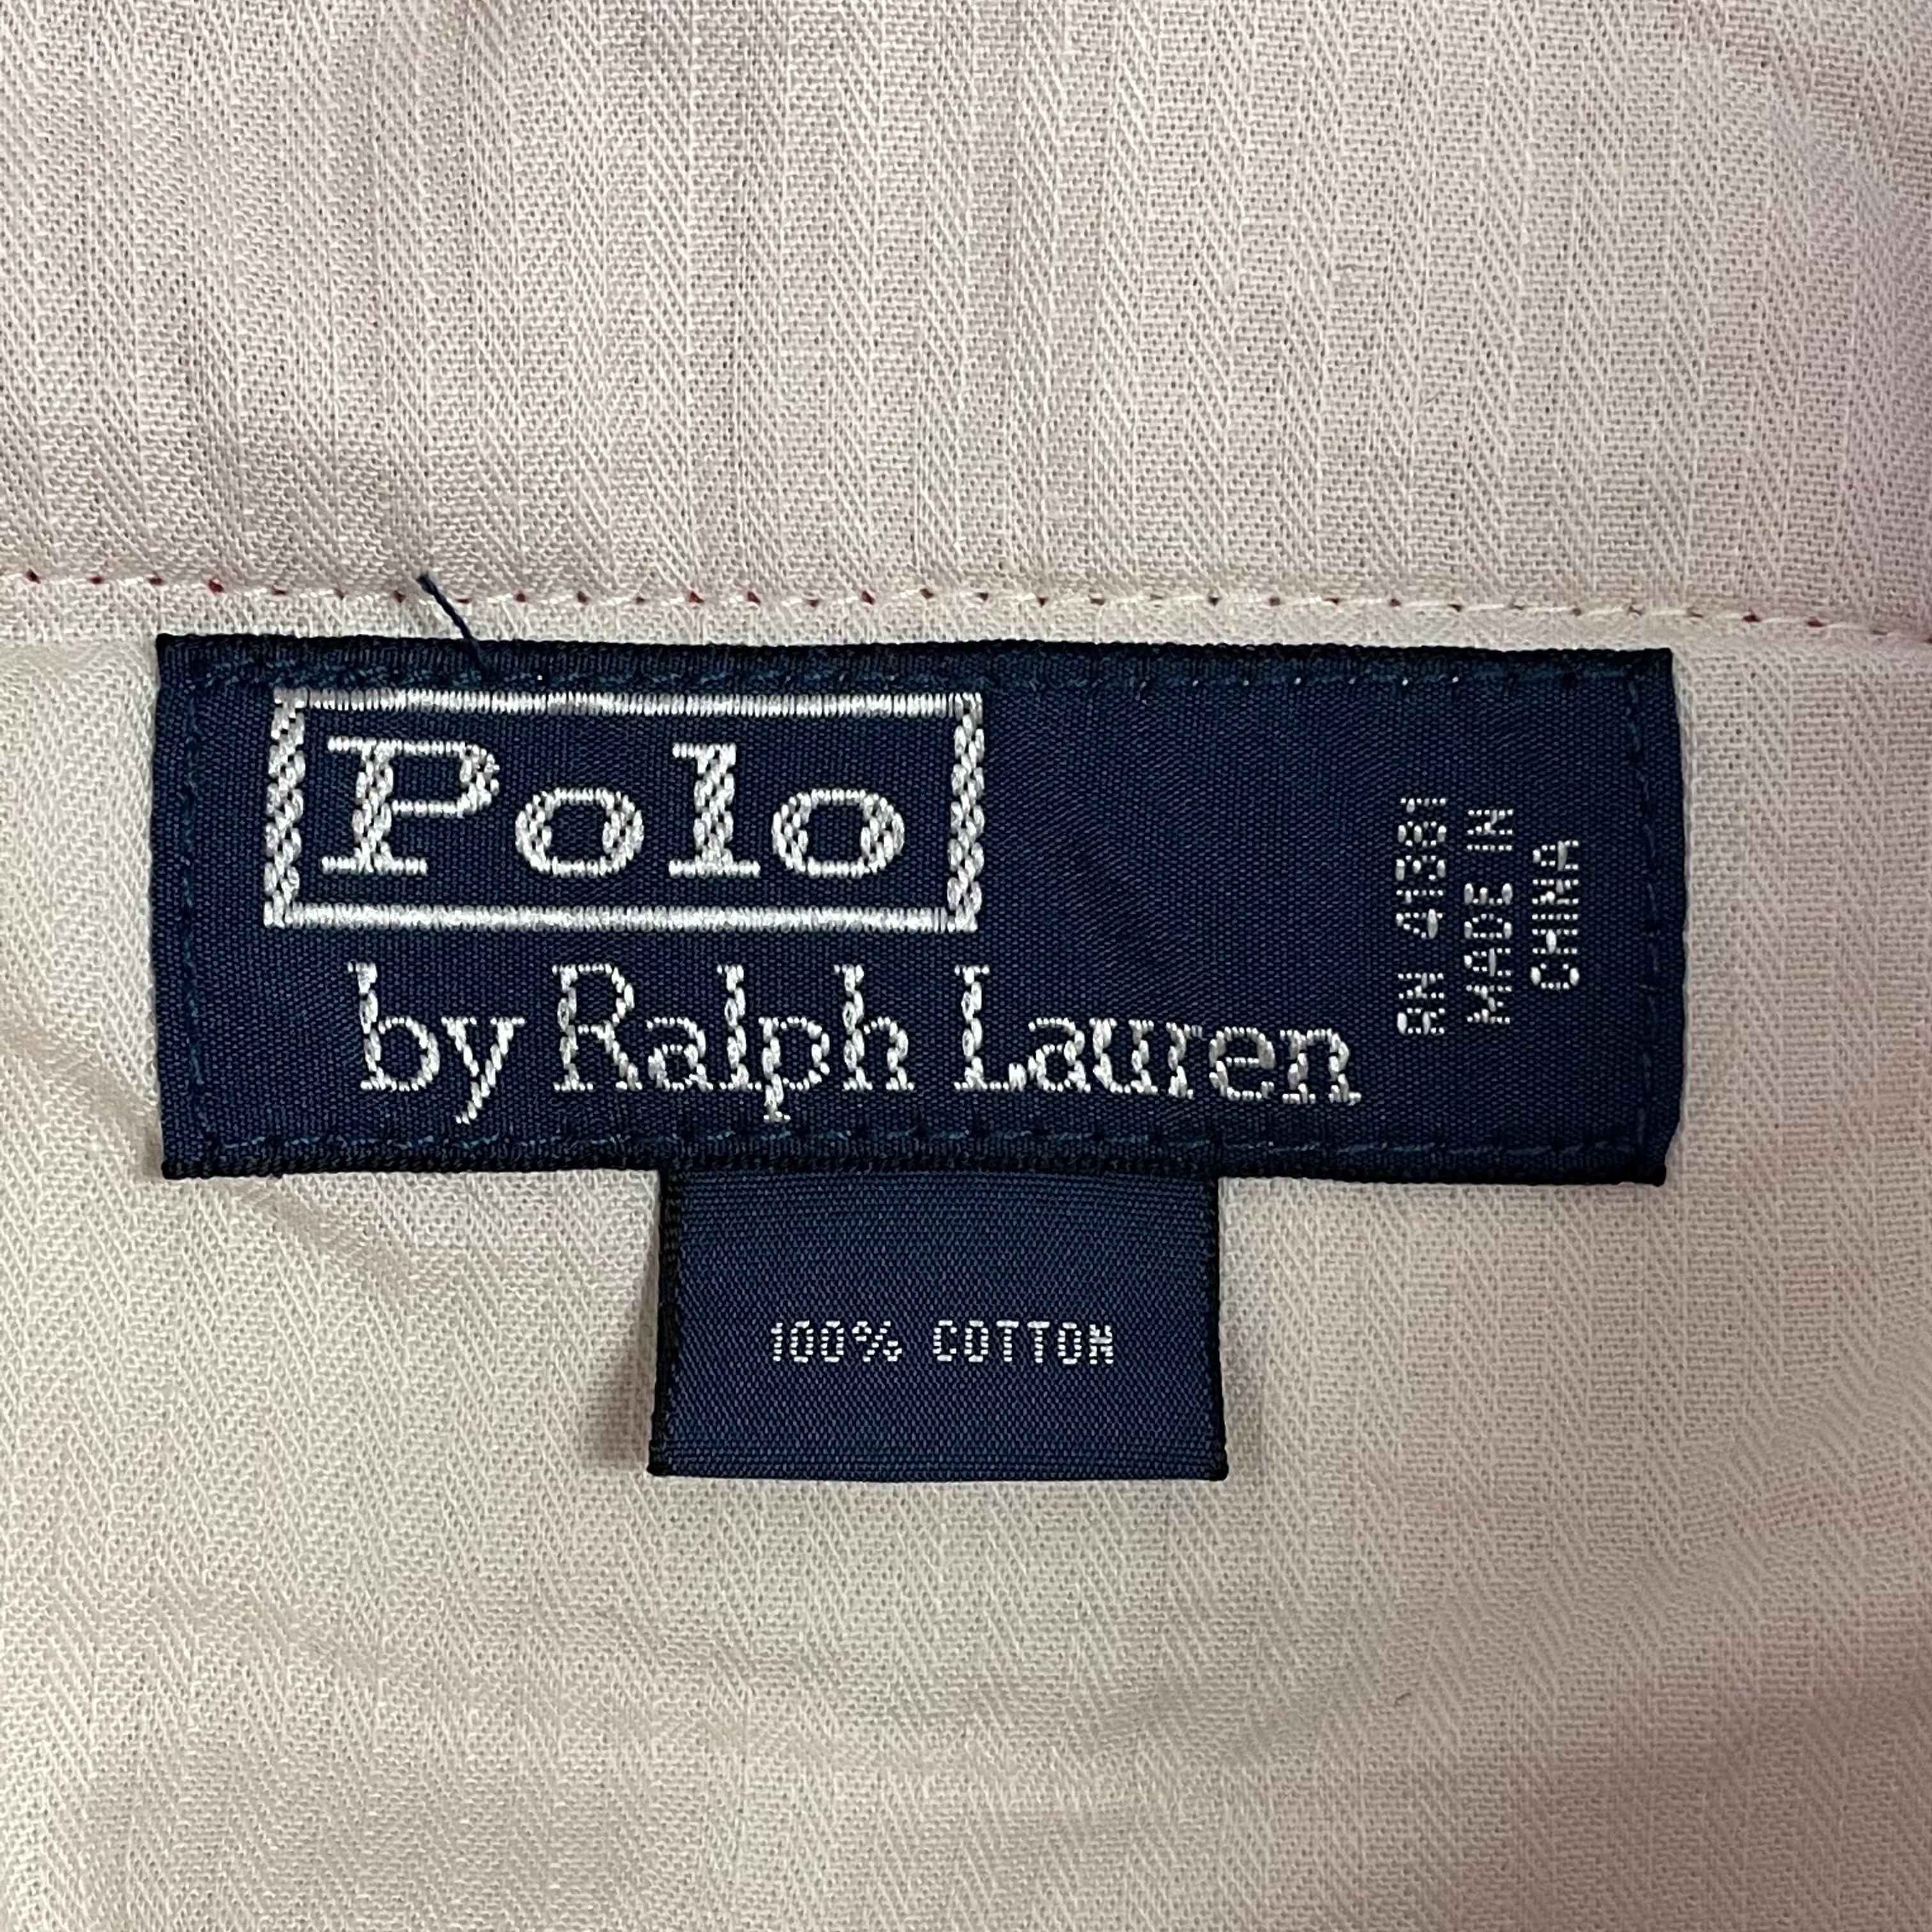 Polo
by Ralph Lauren
RN 41381
MADE IN
CHINA
100% COTTON